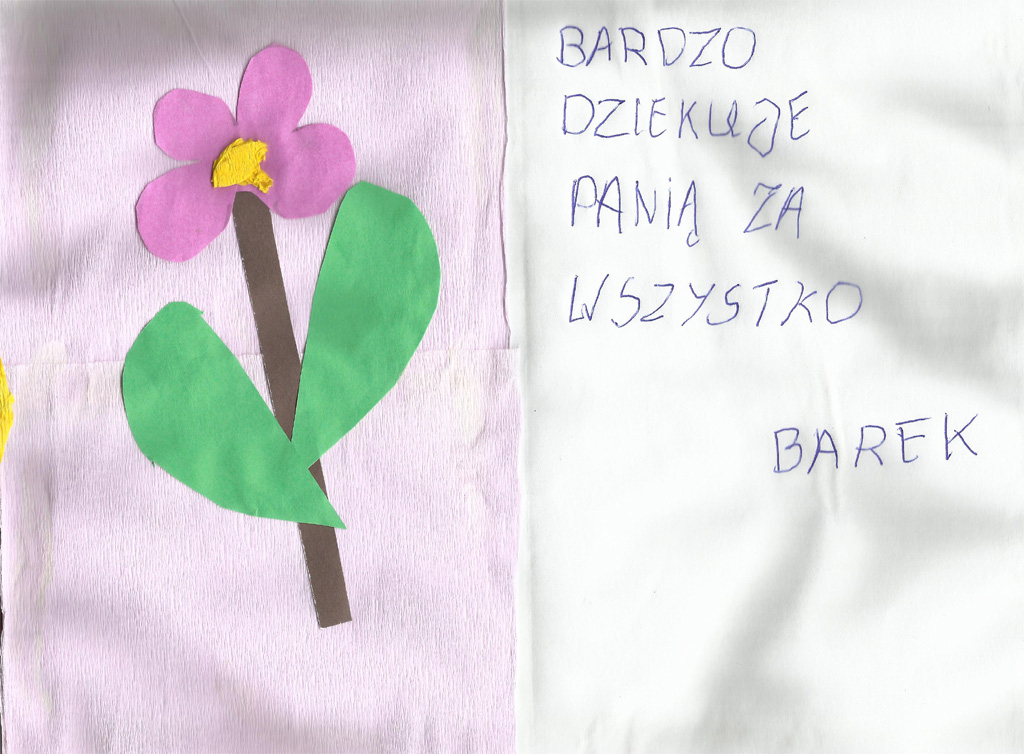 BARDZO
DZIEKUJE
PANIĄ ZA
WSZYSTKO
BAREK